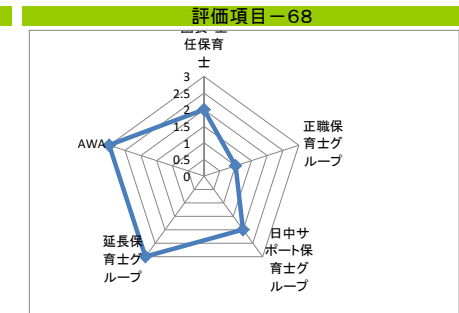 評価項目－68
任保育
士
3
2.5
2
1.5
1
0.5
0
正職保
育士グ
ループ
日中サ
ポート保
育士グ
ループ
延長保
育士グ
ループ
AWA